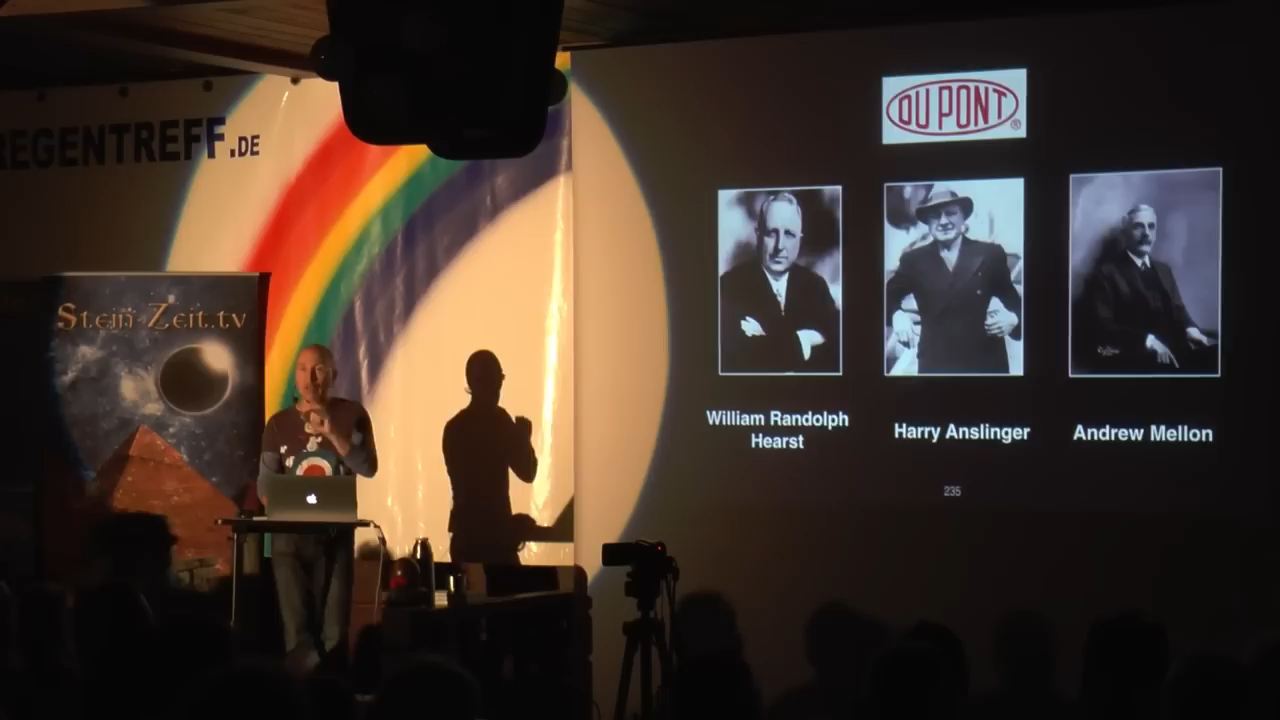 REGENTREFF.DE
Stein-Zeit.tv
DU PONT
®
William Randolph
Hearst
Harry Anslinger
Andrew Mellon
235